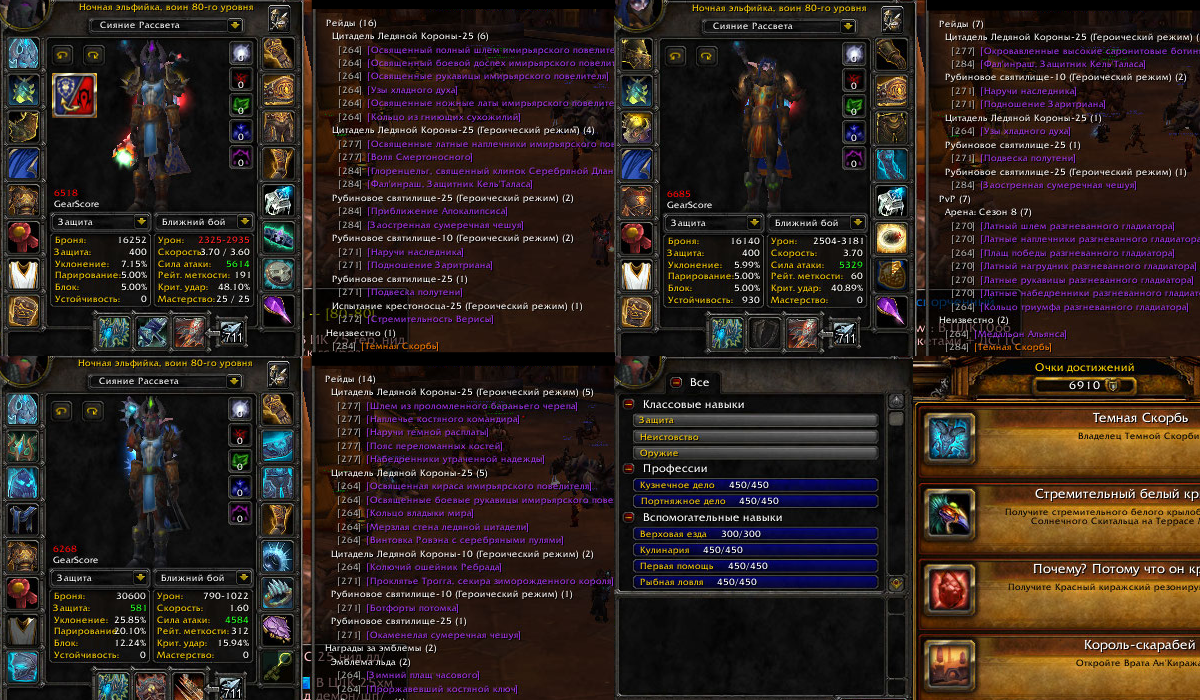 Ночная эльфийка, воин 80-го уровня
Сияние Рассвета
6518
GearScore
Защита
Ближний бой
Броня: 16252
Защита: 400
Уклонение: 7.15%
Парирование: 5.00%
Блок: 5.00%
Устойчивость: 0
Урон: 2325-2935
Скорость: 3.70 / 3.60
Сила атаки: 5614
Рейт. меткости: 191
Крит. удар: 48.10%
Мастерство: 25 / 25
711
Рейды (16)
Цитадель Ледяной Короны-25 (6)
[264] [Освященный полный шлем имирьярского повелите
[264] [Освященный боевой доспех имирьярского повели
[264] [Освященные рукавицы имирьярского повелителя]
[264] [Узы хладного духа]
[264] [Освященные ножные латы имирьярского повелите
[264] [Кольцо из гниющих сухожилий]
Цитадель Ледяной Короны-25 (Героический режим) (4)
[277] [Освященные латные наплечники имирьярского пов
[277] [Воля Смертоносного]
[284] [Глоренцельг, священный клинок Серебряной Длан
[284] [Фал'инраш, Защитник Кель'Таласа]
Рубиновое святилище-25 (Героический режим) (2)
[284] [Приближение Апокалипсиса]
[284] [Заостренная сумеречная чешуя]
Рубиновое святилище-10 (Героический режим) (2)
[271] [Наручи наследника]
[271] [Подношение Заритриана]
Рубиновое святилище-25 (1)
[271] [Подвеска полутени]
Испытание крестоносца-25 (Героический режим) (1)
[272] [Стремительность Верисы]
Неизвестно (1)
[284] [Темная Скорбь]
Ночная эльфийка, воин 80-го уровня
Сияние Рассвета
6685
GearScore
Защита
Ближний бой
Броня: 16140
Защита: 400
Уклонение: 5.99%
Парирование: 5.00%
Блок: 5.00%
Устойчивость: 930
Урон: 2504-3181
Скорость: 3.70
Сила атаки: 5329
Рейт. меткости: 60
Крит. удар: 40.89%
Мастерство: 0
711
Рейды (7)
Цитадель Ледяной Короны-25 (Героический режим) (
[277] [Окровавленные высокие сарбонитовые ботин
[284] [Фал'инраш, Защитник Кель'Таласа]
Рубиновое святилище-10 (Героический режим) (2)
[271] [Наручи наследника]
[271] [Подношение Заритриана]
Цитадель Ледяной Короны-25 (1)
[264] [Узы хладного духа]
Рубиновое святилище-25 (1)
[271] [Подвеска полутени]
Рубиновое святилище-25 (Героический режим) (1)
[284] [Заостренная сумеречная чешуя]
PvP (7)
Арена: Сезон 8 (7)
[270] [Латный шлем разгневанного гладиатора]
[270] [Латные наплечники разгневанного гладиатора
[264] [Плащ победы разгневанного гладиатора]
[270] [Латный нагрудник разгневанного гладиатора]
[270] [Латные рукавицы разгневанного гладиатора]
[270] [Латные набедренники разгневанного гладиатор
[264] [Кольцо триумфа разгневанного гладиатора]
Неизвестно (2)
[264] [Медальон Альянса]
[284] [Темная Скорбь]
Ночная эльфийка, воин 80-го уровня
Сияние Рассвета
6268
GearScore
Защита
Ближний бой
Броня: 30600
Защита: 581
Уклонение: 25.85%
Парирование: 20.10%
Блок: 12.24%
Устойчивость: 0
Урон: 790-1022
Скорость: 1.60
Сила атаки: 4584
Рейт. меткости: 312
Крит. удар: 15.94%
Мастерство: 0
711
Рейды (14)
Цитадель Ледяной Короны-25 (Героический режим) (5)
[277] [Шлем из проломленного бараньего черепа]
[277] [Наплечье костяного командира]
[277] [Наручи темной расплаты]
[277] [Пояс переломанных костей]
[277] [Набедренники утраченной надежды]
Цитадель Ледяной Короны-25 (5)
[264] [Освященная кираса имирьярского повелителя]
[264] [Освященные боевые рукавицы имирьярского пове
[264] [Кольцо владыки мира]
[264] [Мерзлая стена ледяной цитадели]
[264] [Винтовка Ровэна с серебряными пулями]
Цитадель Ледяной Короны-10 (Героический режим) (2)
[264] [Колючий ошейник Ребрада]
[271] [Проклятье Трогга, секира замороженного короля]
Рубиновое святилище-10 (Героический режим) (1)
[271] [Ботфорты потомка]
Рубиновое святилище-25 (1)
[271] [Окаменелая сумеречная чешуя]
Награды за эмблемы (2)
Эмблема льда (2)
[264] [Зимний плащ часового]
[264] [Проржавевший костяной ключ]
Все
Классовые навыки
Защита
Неистовство
Оружие
Профессии
Кузнечное дело 450/450
Портняжное дело 450/450
Вспомогательные навыки
Верховая езда 300/300
Кулинария 450/450
Первая помощь 450/450
Рыбная ловля 450/450
Очки достижений
6910
Темная Скорбь
Владелец Темной Скорби
Стремительный белый кр
Получите стремительного белого крылоб
Солнечного Скитальца на Террасе М
Почему? Потому что он кр
Получите Красный киражский резониру
Король-скарабей
Откройте Врата Ан'Кираж